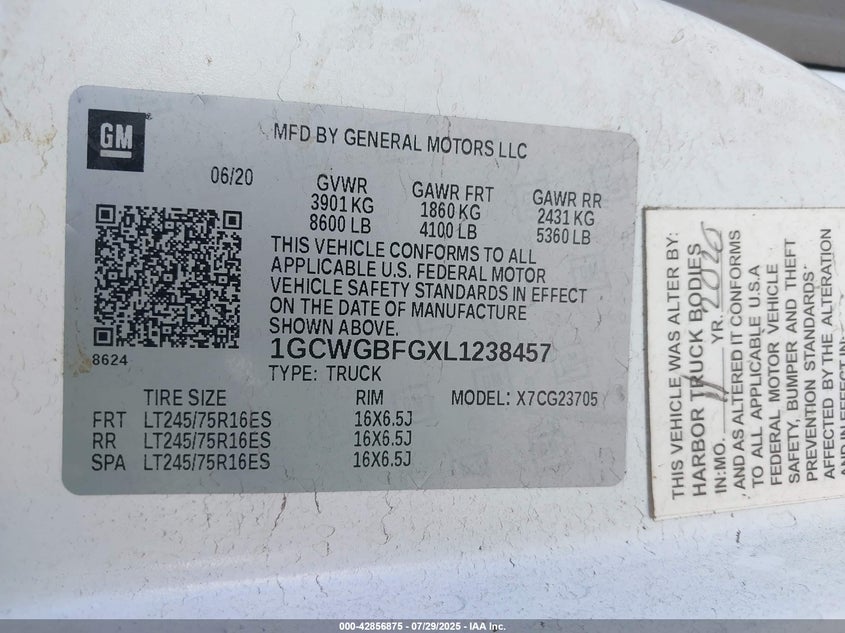 GM
MFD BY GENERAL MOTORS LLC
06/20
GVWR
3901 KG
8600 LB
GAWR FRT
1860 KG
4100 LB
GAWR RR
2431 KG
5360 LB
THIS VEHICLE CONFORMS TO ALL
APPLICABLE U.S. FEDERAL MOTOR
VEHICLE SAFETY STANDARDS IN EFFECT
ON THE DATE OF MANUFACTURE
SHOWN ABOVE.
8624
1GCWGBFGXL1238457
TYPE: TRUCK
TIRE SIZE RIM MODEL: X7CG23705
FRT LT245/75R16ES 16X6.5J
RR LT245/75R16ES 16X6.5J
SPA LT245/75R16ES 16X6.5J
THIS VEHICLE WAS ALTER BY:
HARBOR TRUCK BODIES
IN:MO. YR. 2020
AND AS ALTERED IT CONFORMS
TO ALL APPLICABLE U.S.A
FEDERAL MOTOR VEHICLE
SAFETY, BUMPER AND THEFT
PREVENTION STANDARDS
AFFECTED BY THE ALTERATION
AND IN EFFECT IN:
000-42856875 / 07/29/2025 - IAA Inc.